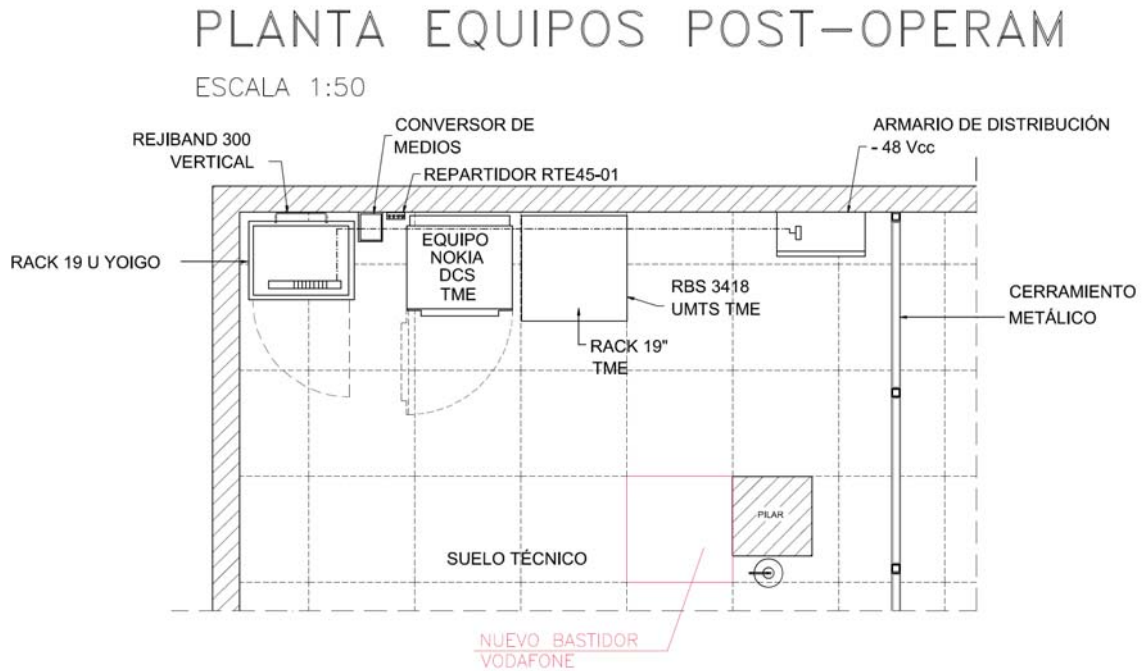 PLANTA EQUIPOS POST-OPERAM
ESCALA 1:50
REJIBAND 300
VERTICAL
CONVERSOR DE
MEDIOS
REPARTIDOR RTE45-01
ARMARIO DE DISTRIBUCIÓN
- 48 Vcc
RACK 19 U YOIGO
EQUIPO
NOKIA
DCS
TME
RBS 3418
UMTS TME
RACK 19"
TME
CERRAMIENTO
METÁLICO
PILAR
SUELO TÉCNICO
NUEVO BASTIDOR
VODAFONE